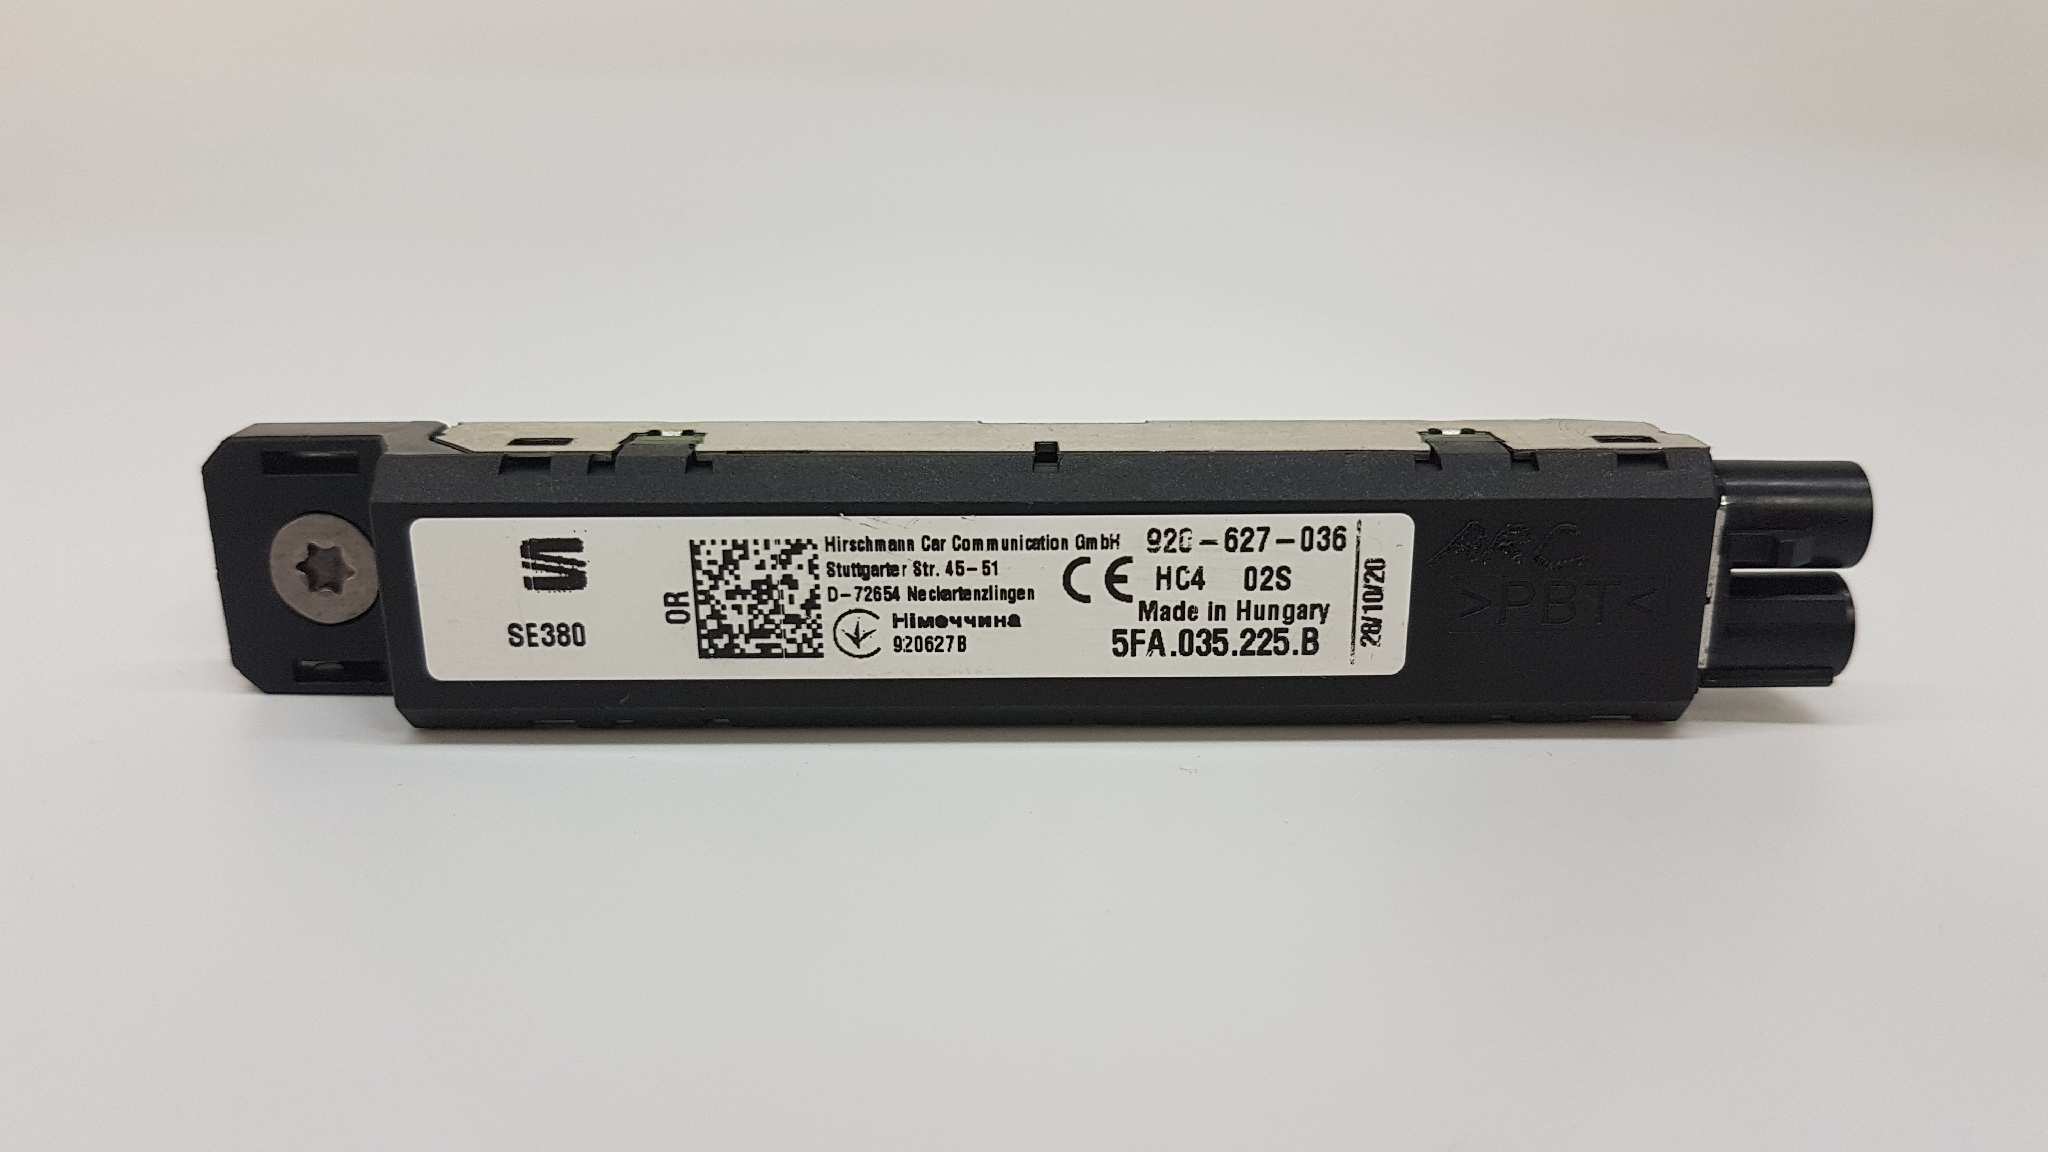 SE380
OR
Hirschmann Car Communication GmbH
Stuttgarter Str. 45-51
D-72654 Neckartenzlingen
Німеччина
920627B
CE
920-627-036
HC4 02S
Made in Hungary
5FA.035.225.B
28/10/20
ARC
>PBT<